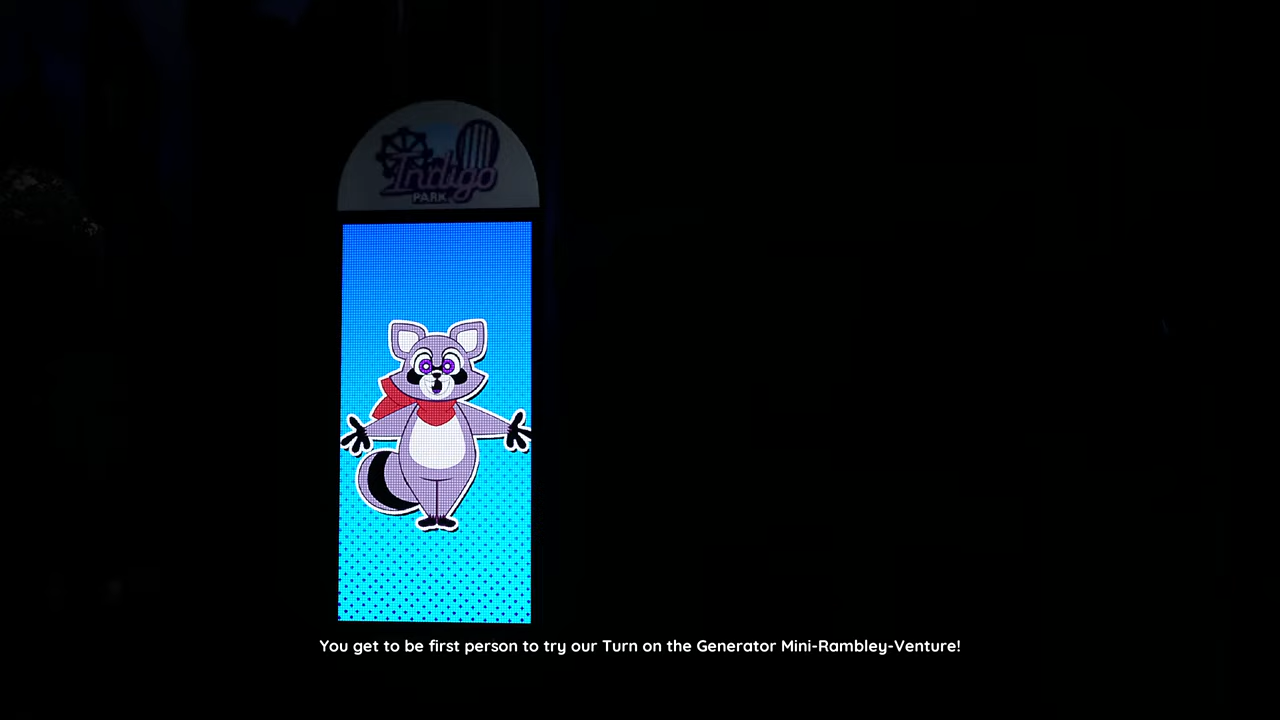 Indigo
PARK
You get to be first person to try our Turn on the Generator Mini-Rambley-Venture!